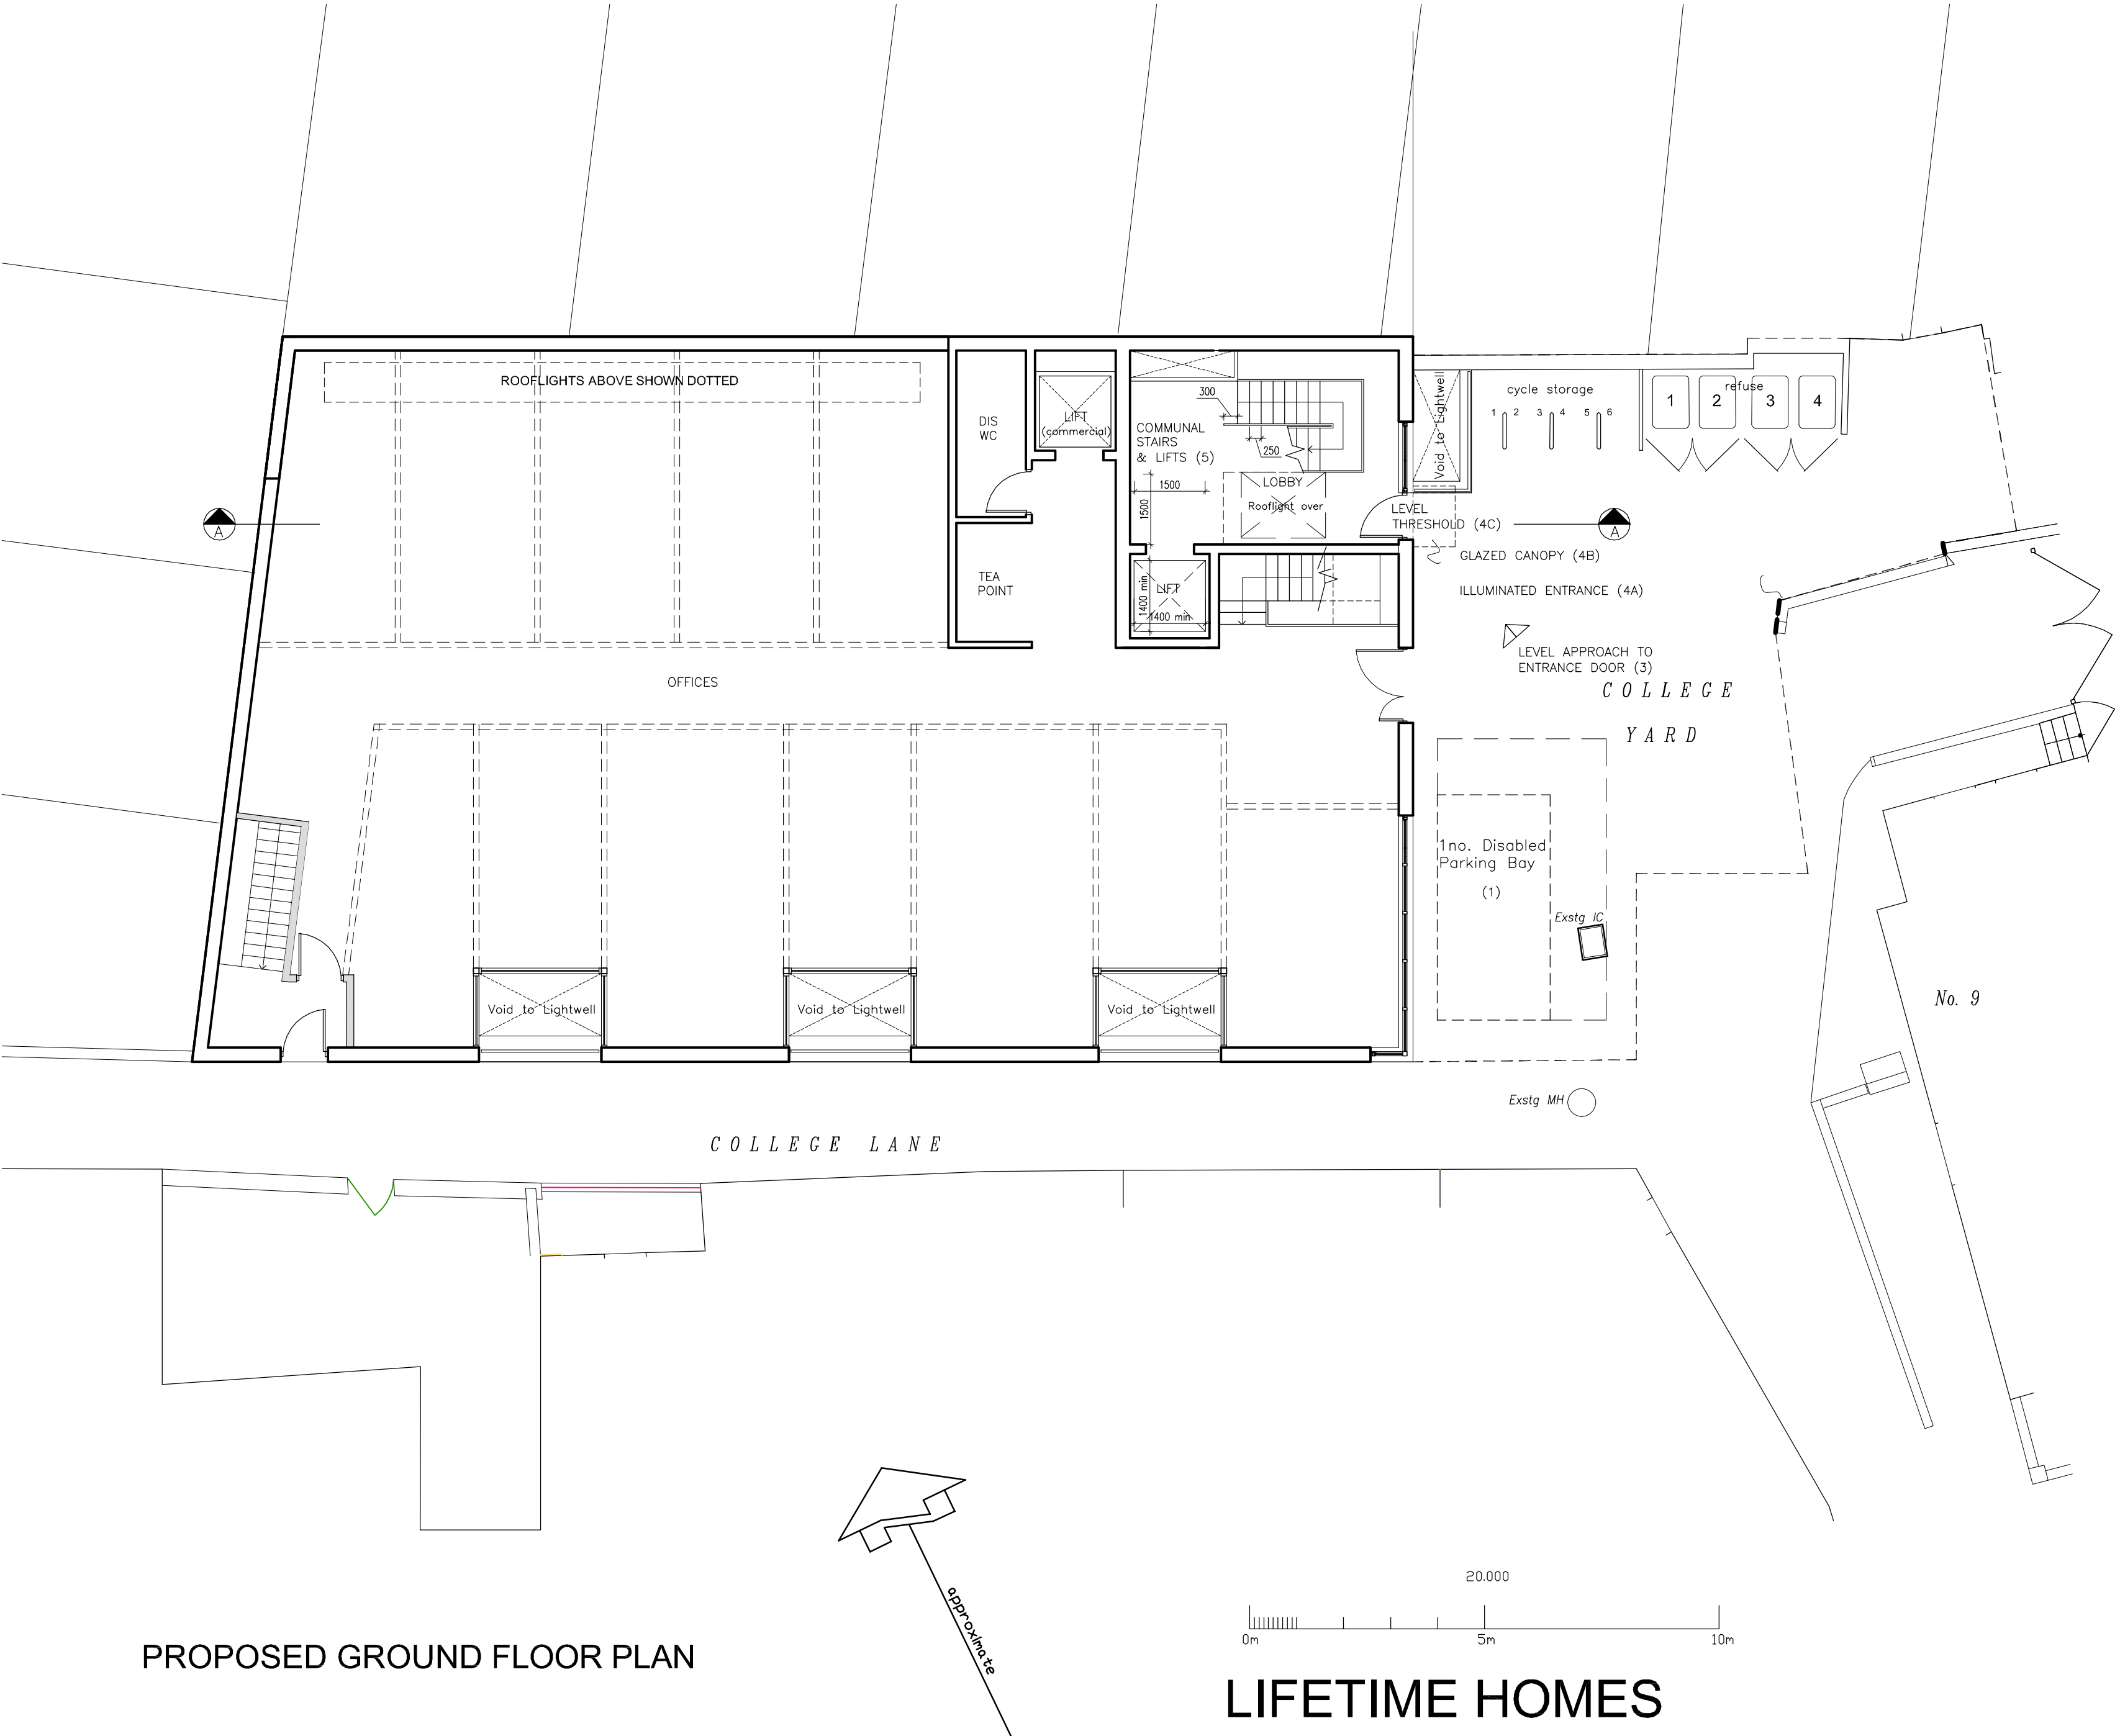 ROOFLIGHTS ABOVE SHOWN DOTTED
DIS
WC
LIFT
(commercial)
COMMUNAL
STAIRS
& LIFTS (5)
300
250
1500
1500
LOBBY
Rooflight over
Void to Lightwell
cycle storage
1 2 3 4 5 6
refuse
1 2 3 4
LEVEL
THRESHOLD (4C)
GLAZED CANOPY (4B)
ILLUMINATED ENTRANCE (4A)
A
A
TEA
POINT
LIFT
1400 min
1400 min
LEVEL APPROACH TO
ENTRANCE DOOR (3)
COLLEGE
YARD
OFFICES
1no. Disabled
Parking Bay
(1)
Exstg IC
Void to Lightwell
Void to Lightwell
Void to Lightwell
No. 9
Exstg MH
COLLEGE LANE
approximate
20.000
0m 5m 10m
PROPOSED GROUND FLOOR PLAN
LIFETIME HOMES